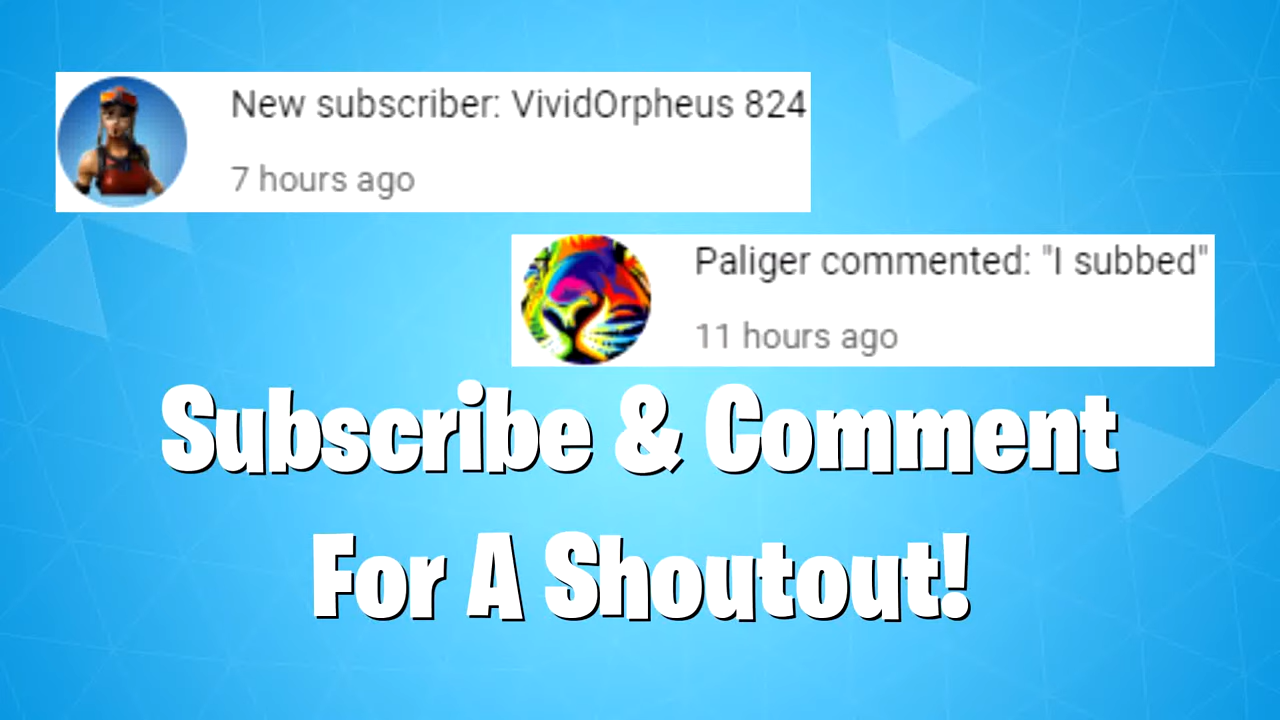 New subscriber: VividOrpheus 824
7 hours ago
Paliger commented: "I subbed"
11 hours ago
Subscribe & Comment
For A Shoutout!